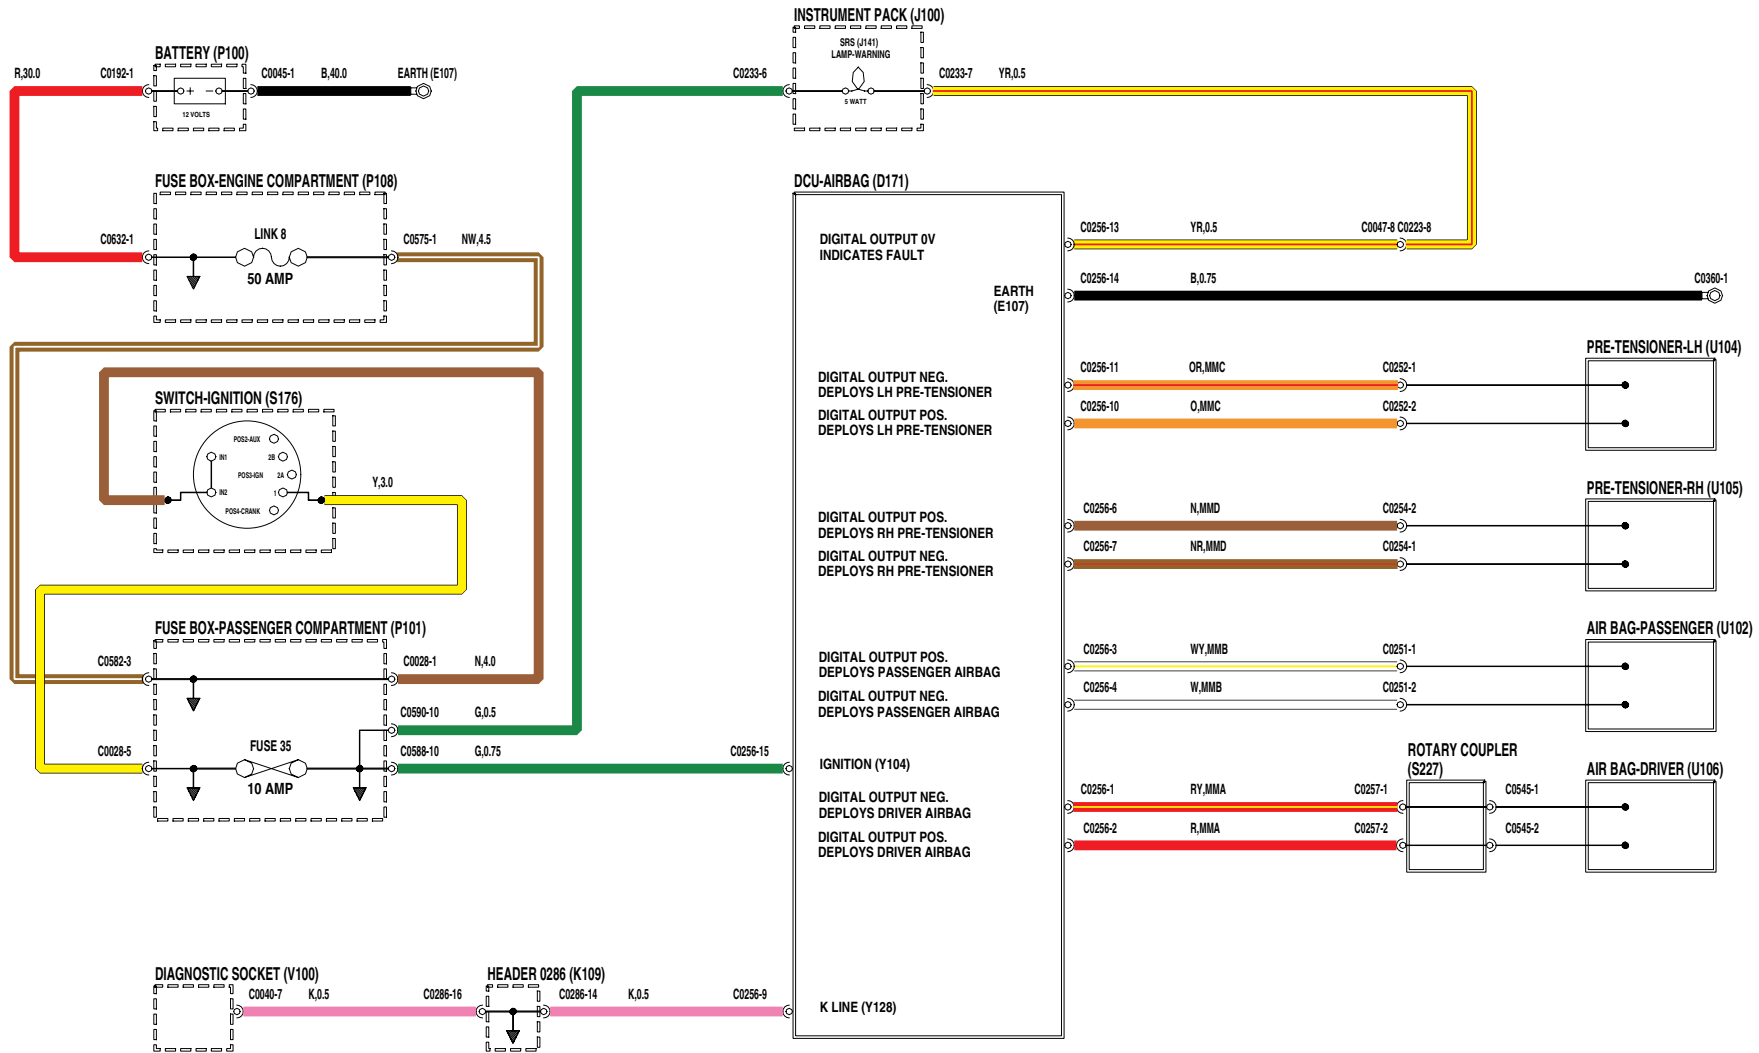 INSTRUMENT PACK (J100)
BATTERY (P100)
SRS (J141)
LAMP-WARNING
R,30.0
C0192-1
C0045-1
B,40.0
EARTH (E107)
C0233-6
C0233-7
YR,0.5
+ −
12 VOLTS
5 WATT
FUSE BOX-ENGINE COMPARTMENT (P108)
DCU-AIRBAG (D171)
C0632-1
LINK 8
50 AMP
C0575-1
NW,4.5
DIGITAL OUTPUT 0V
INDICATES FAULT
C0256-13
YR,0.5
C0047-8 C0223-8
EARTH
(E107)
C0256-14
B,0.75
C0360-1
PRE-TENSIONER-LH (U104)
DIGITAL OUTPUT NEG.
DEPLOYS LH PRE-TENSIONER
C0256-11
OR,MMC
C0252-1
DIGITAL OUTPUT POS.
DEPLOYS LH PRE-TENSIONER
C0256-10
O,MMC
C0252-2
SWITCH-IGNITION (S176)
POS2-AUX
IN1
2B
POS3-IGN
2A
IN2
1
POS4-CRANK
Y,3.0
PRE-TENSIONER-RH (U105)
DIGITAL OUTPUT POS.
DEPLOYS RH PRE-TENSIONER
C0256-6
N,MMD
C0254-2
DIGITAL OUTPUT NEG.
DEPLOYS RH PRE-TENSIONER
C0256-7
NR,MMD
C0254-1
FUSE BOX-PASSENGER COMPARTMENT (P101)
AIR BAG-PASSENGER (U102)
C0582-3
C0028-1
N,4.0
DIGITAL OUTPUT POS.
DEPLOYS PASSENGER AIRBAG
C0256-3
WY,MMB
C0251-1
DIGITAL OUTPUT NEG.
DEPLOYS PASSENGER AIRBAG
C0256-4
W,MMB
C0251-2
C0590-10
G,0.5
C0028-5
FUSE 35
10 AMP
C0588-10
G,0.75
C0256-15
IGNITION (Y104)
ROTARY COUPLER
(S227)
AIR BAG-DRIVER (U106)
DIGITAL OUTPUT NEG.
DEPLOYS DRIVER AIRBAG
C0256-1
RY,MMA
C0257-1
C0545-1
DIGITAL OUTPUT POS.
DEPLOYS DRIVER AIRBAG
C0256-2
R,MMA
C0257-2
C0545-2
DIAGNOSTIC SOCKET (V100)
HEADER 0286 (K109)
C0040-7
K,0.5
C0286-16
C0286-14
K,0.5
C0256-9
K LINE (Y128)